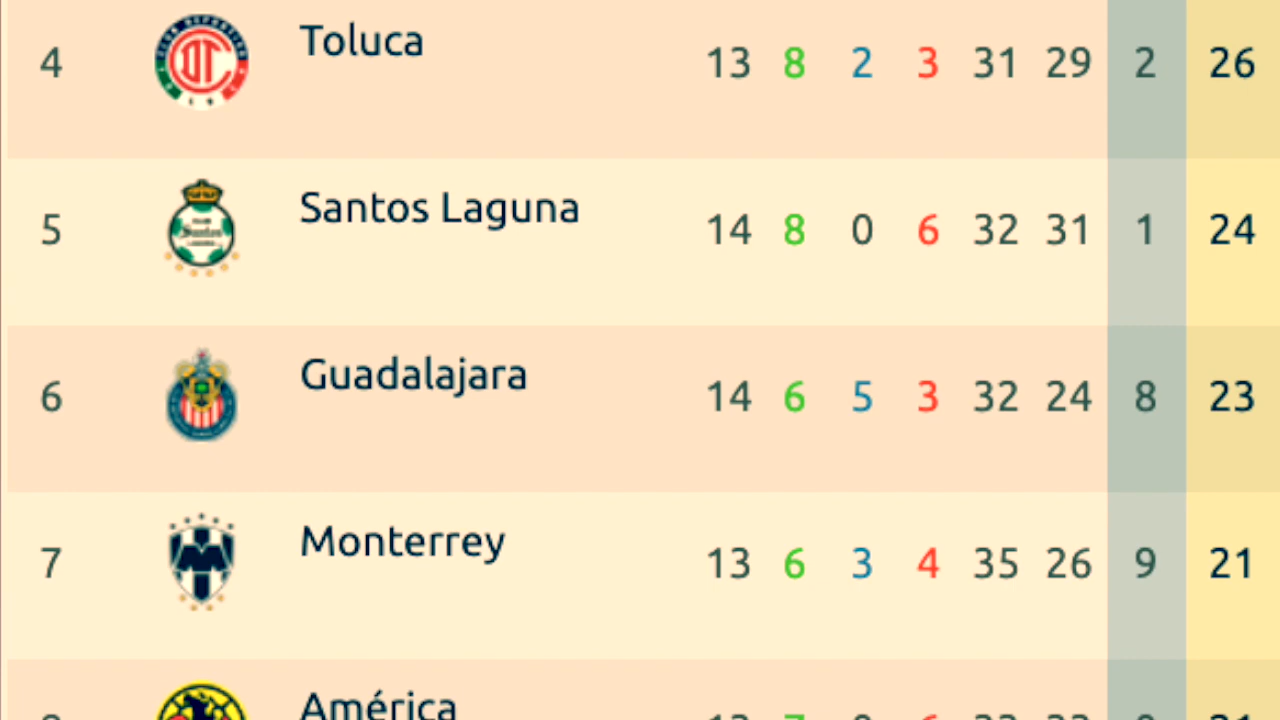 4 Toluca 13 8 2 3 31 29 2 26
5 Santos Laguna 14 8 0 6 32 31 1 24
6 Guadalajara 14 6 5 3 32 24 8 23
7 Monterrey 13 6 3 4 35 26 9 21
América